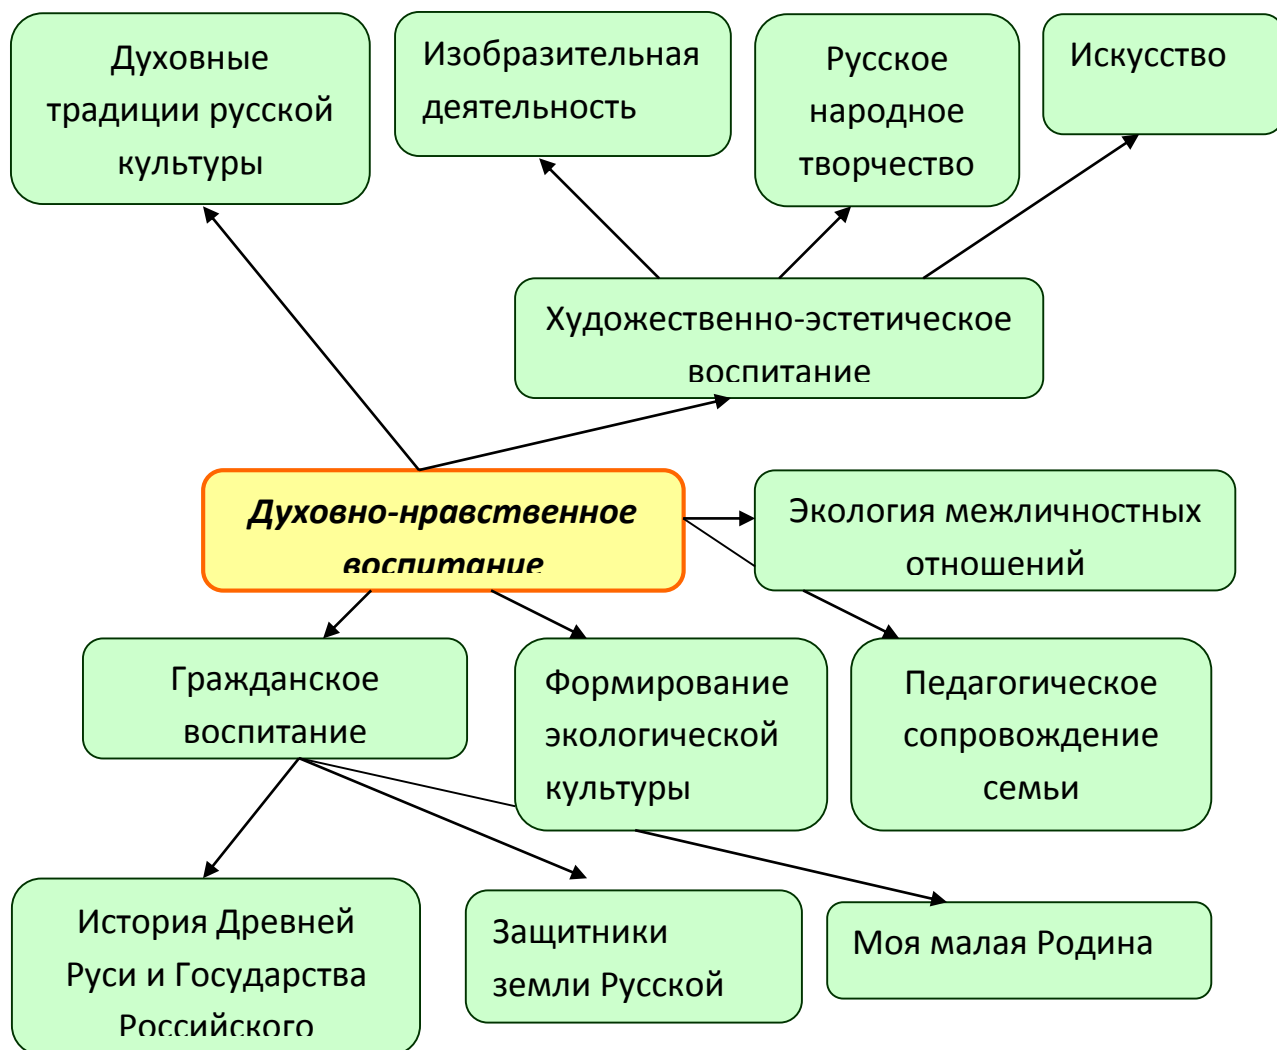 Духовные
традиции русской
культуры
Изобразительная
деятельность
Русское
народное
творчество
Искусство
Художественно-эстетическое
воспитание
Духовно-нравственное
воспитание
Экология межличностных
отношений
Гражданское
воспитание
Формирование
экологической
культуры
Педагогическое
сопровождение
семьи
История Древней
Руси и Государства
Российского
Защитники
земли Русской
Моя малая Родина